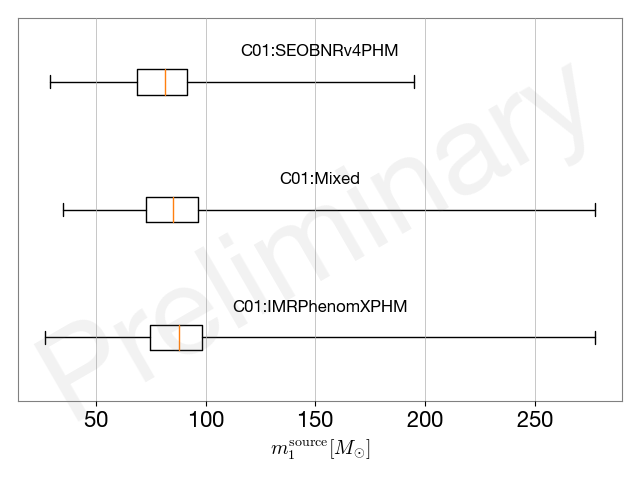 C01:SEOBNRv4PHM
C01:Mixed
C01:IMRPhenomXPHM
Preliminary
50 100 150 200 250
m₁ˢᵒᵘʳᶜᵉ[M☉]